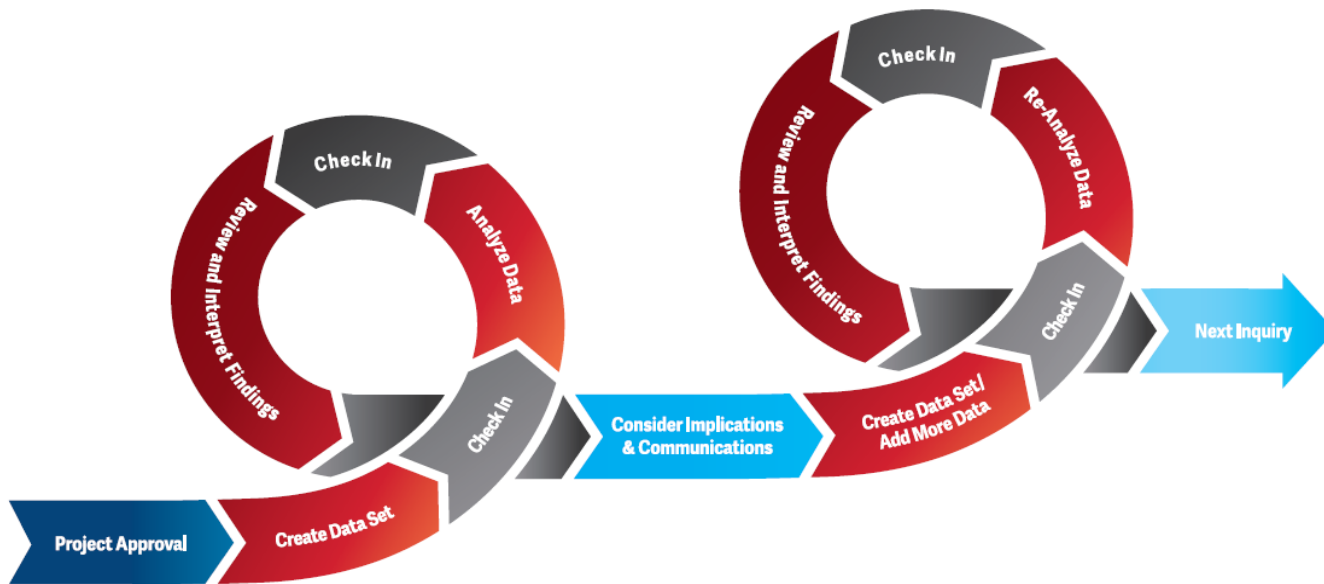 Project Approval
Create Data Set
Check In
Analyze Data
Check In
Review and Interpret Findings
Consider Implications
& Communications
Create Data Set/
Add More Data
Check In
Re-Analyze Data
Check In
Review and Interpret Findings
Next Inquiry